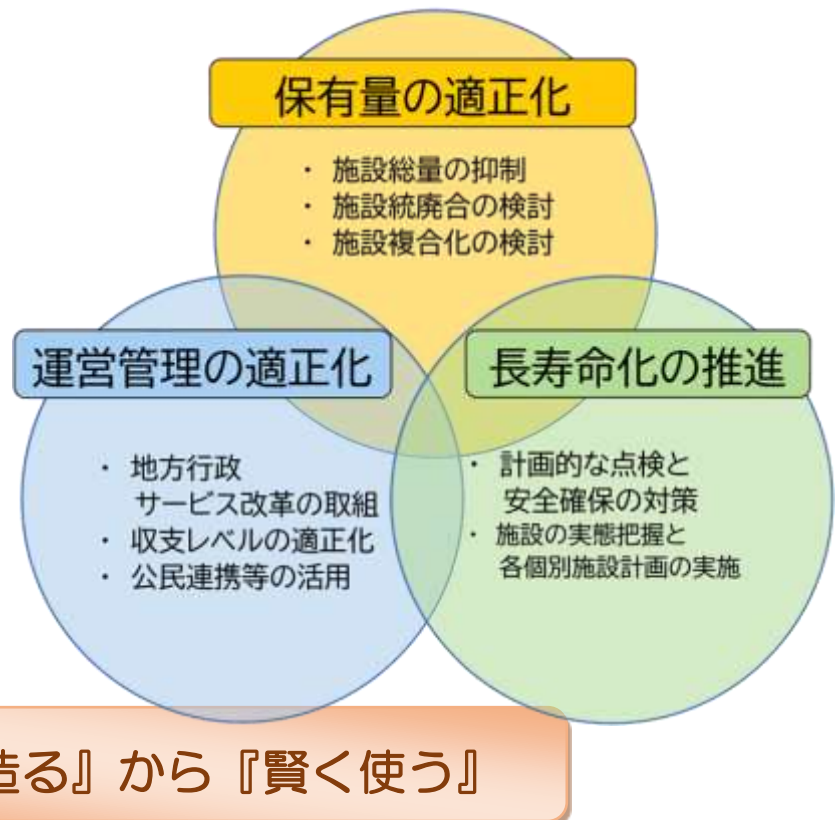 保有量の適正化
・ 施設総量の抑制
・ 施設統廃合の検討
・ 施設複合化の検討
運営管理の適正化
・ 地方行政
サービス改革の取組
・ 収支レベルの適正化
・ 公民連携等の活用
長寿命化の推進
・ 計画的な点検と
安全確保の対策
・ 施設の実態把握と
各個別施設計画の実施
造る』から『賢く使う』